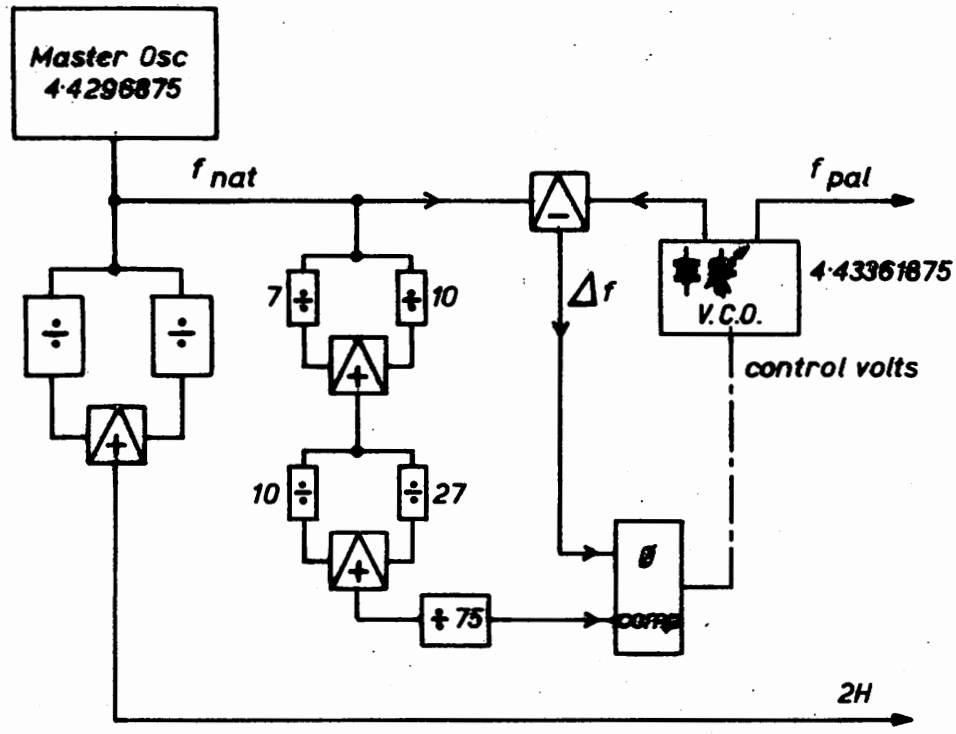 Master Osc
4·4296875
f nat
f pal
÷
÷
7 ÷
÷ 10
+
+
10 ÷
÷ 27
+
÷ 75
−
Δf
V.C.O.
4·43361875
control volts
ø
comp
2H